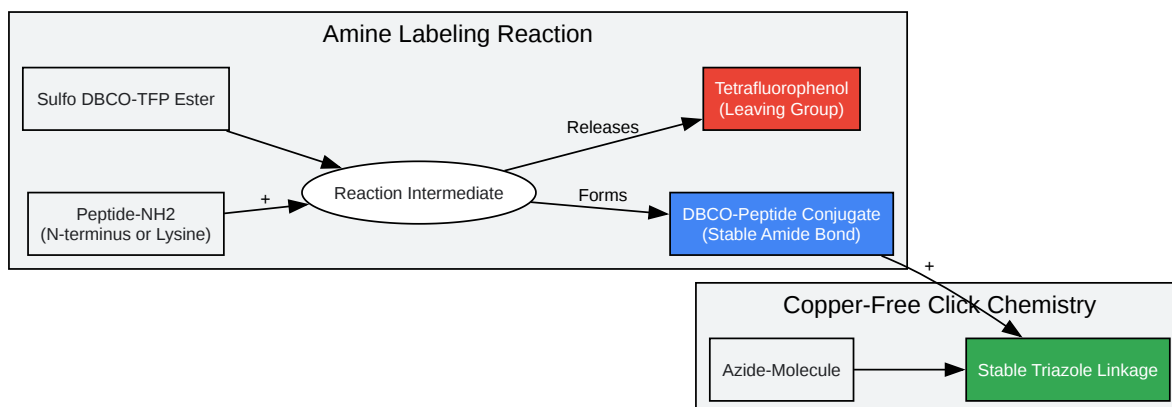 Amine Labeling Reaction
Sulfo DBCO-TFP Ester
Tetrafluorophenol
(Leaving Group)
Releases
Reaction Intermediate
Peptide-NH2
(N-terminus or Lysine)
+
Forms
DBCO-Peptide Conjugate
(Stable Amide Bond)
+
Copper-Free Click Chemistry
Azide-Molecule
Stable Triazole Linkage